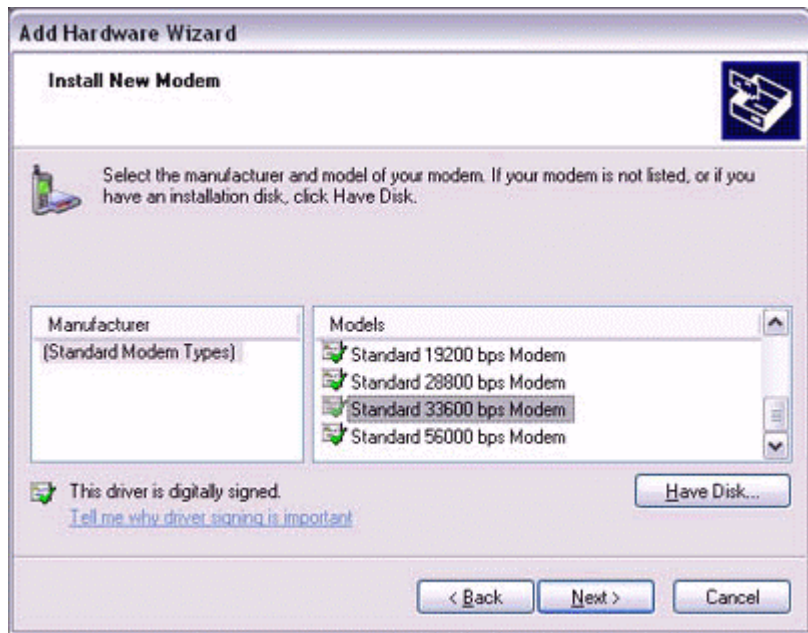 Add Hardware Wizard
Install New Modem
Select the manufacturer and model of your modem. If your modem is not listed, or if you
have an installation disk, click Have Disk.
Manufacturer
(Standard Modem Types)
Models
Standard 19200 bps Modem
Standard 28800 bps Modem
Standard 33600 bps Modem
Standard 56000 bps Modem
This driver is digitally signed.
Tell me why driver signing is important
Have Disk...
< Back
Next >
Cancel